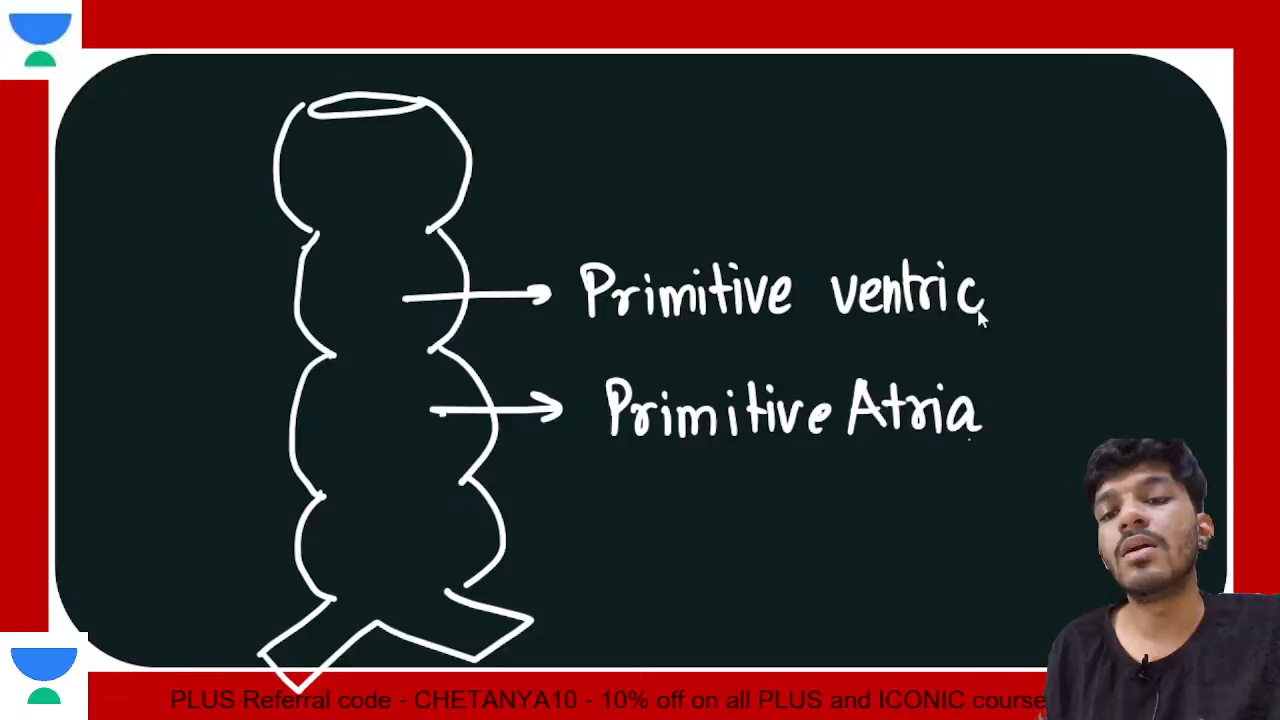 Primitive ventric
Primitive Atria
PLUS Referral code - CHETANYA10 - 10% off on all PLUS and ICONIC course